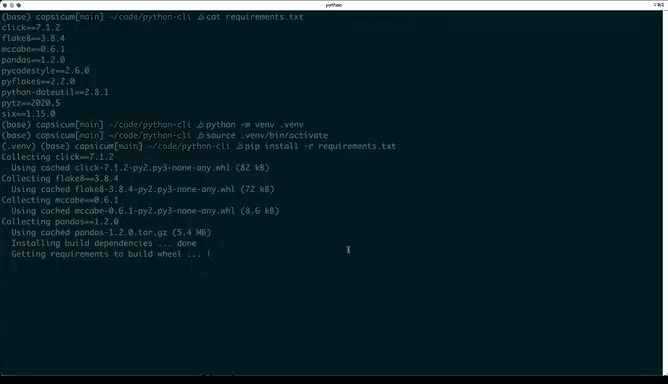 python
(base) capsicum[main] ~/code/python-cli cat requirements.txt
click==7.1.2
flake8==3.8.4
mccabe==0.6.1
pandas==1.2.0
pycodestyle==2.6.0
pyflakes==2.2.0
python-dateutil==2.8.1
pytz==2020.5
six==1.15.0
(base) capsicum[main] ~/code/python-cli python -m venv .venv
(base) capsicum[main] ~/code/python-cli source .venv/bin/activate
(.venv) (base) capsicum[main] ~/code/python-cli pip install -r requirements.txt
Collecting click==7.1.2
Using cached click-7.1.2-py2.py3-none-any.whl (82 kB)
Collecting flake8==3.8.4
Using cached flake8-3.8.4-py2.py3-none-any.whl (72 kB)
Collecting mccabe==0.6.1
Using cached mccabe-0.6.1-py2.py3-none-any.whl (8.6 kB)
Collecting pandas==1.2.0
Using cached pandas-1.2.0.tar.gz (5.4 MB)
Installing build dependencies ... done
Getting requirements to build wheel ... |